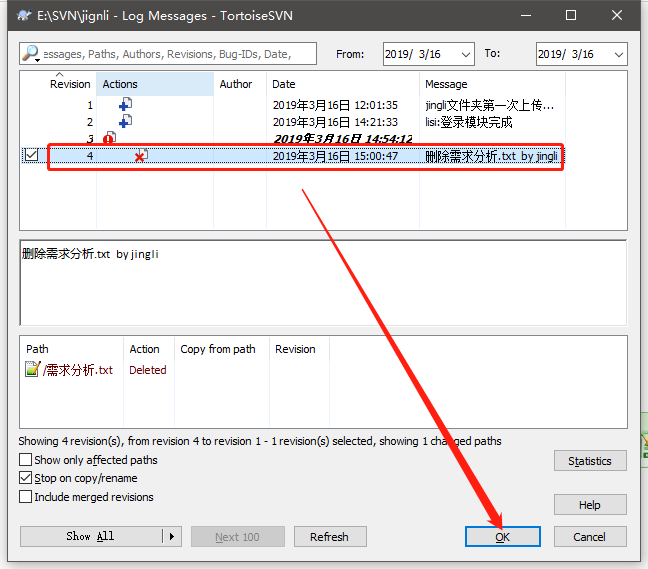 E:\SVN\jignli - Log Messages - TortoiseSVN
essages, Paths, Authors, Revisions, Bug-IDs, Date,
From:
2019/ 3/16
To:
2019/ 3/16
Revision Actions Author Date Message
1 2019年3月16日 12:01:35 jingli文件夹第一次上传...
2 2019年3月16日 14:21:33 lisi:登录模块完成
3 2019年3月16日 14:54:12
4 2019年3月16日 15:00:47 删除需求分析.txt by jingli
删除需求分析.txt by jingli
Path Action Copy from path Revision
/需求分析.txt Deleted
Showing 4 revision(s), from revision 4 to revision 1 - 1 revision(s) selected, showing 1 changed paths
Show only affected paths
Stop on copy/rename
Include merged revisions
Statistics
Help
Show All
Next 100
Refresh
OK
Cancel